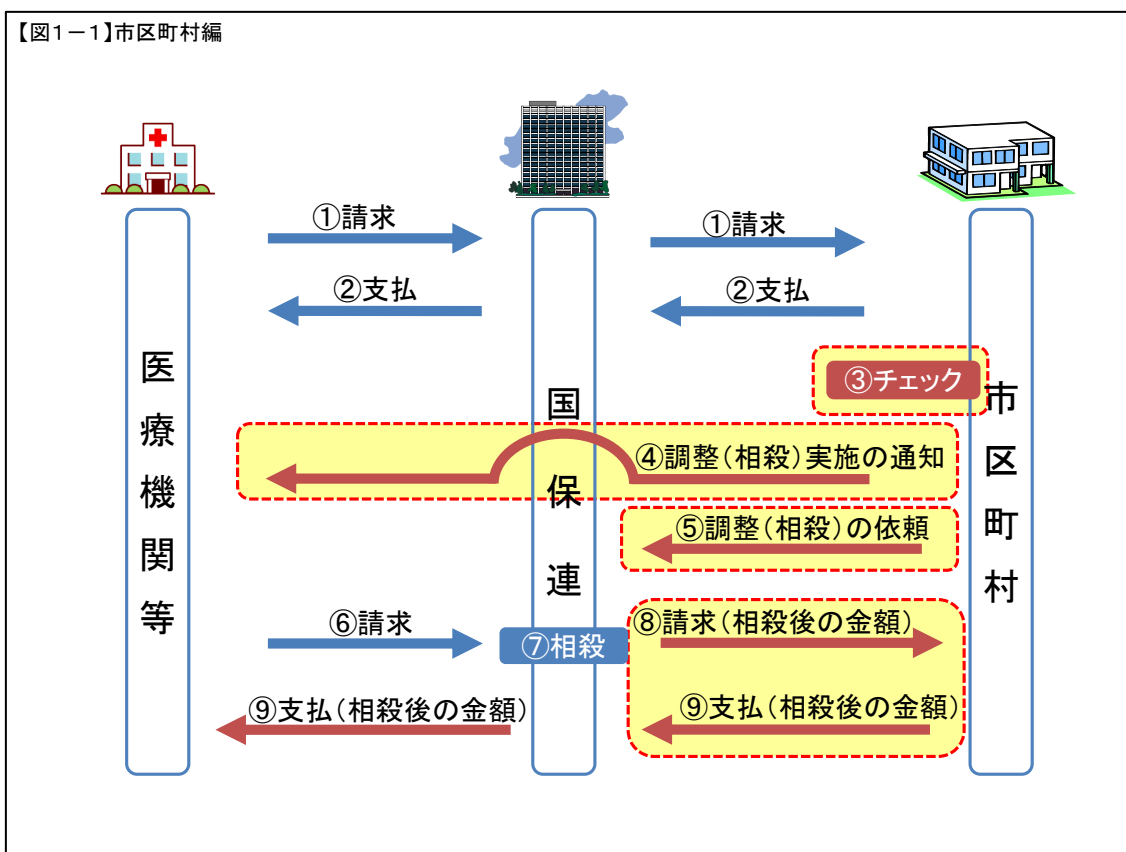 【図1－1】市区町村編
①請求
①請求
②支払
②支払
③チェック
④調整（相殺）実施の通知
⑤調整（相殺）の依頼
⑥請求
⑦相殺
⑧請求（相殺後の金額）
⑨支払（相殺後の金額）
⑨支払（相殺後の金額）
医療機関等
国保連
市区町村